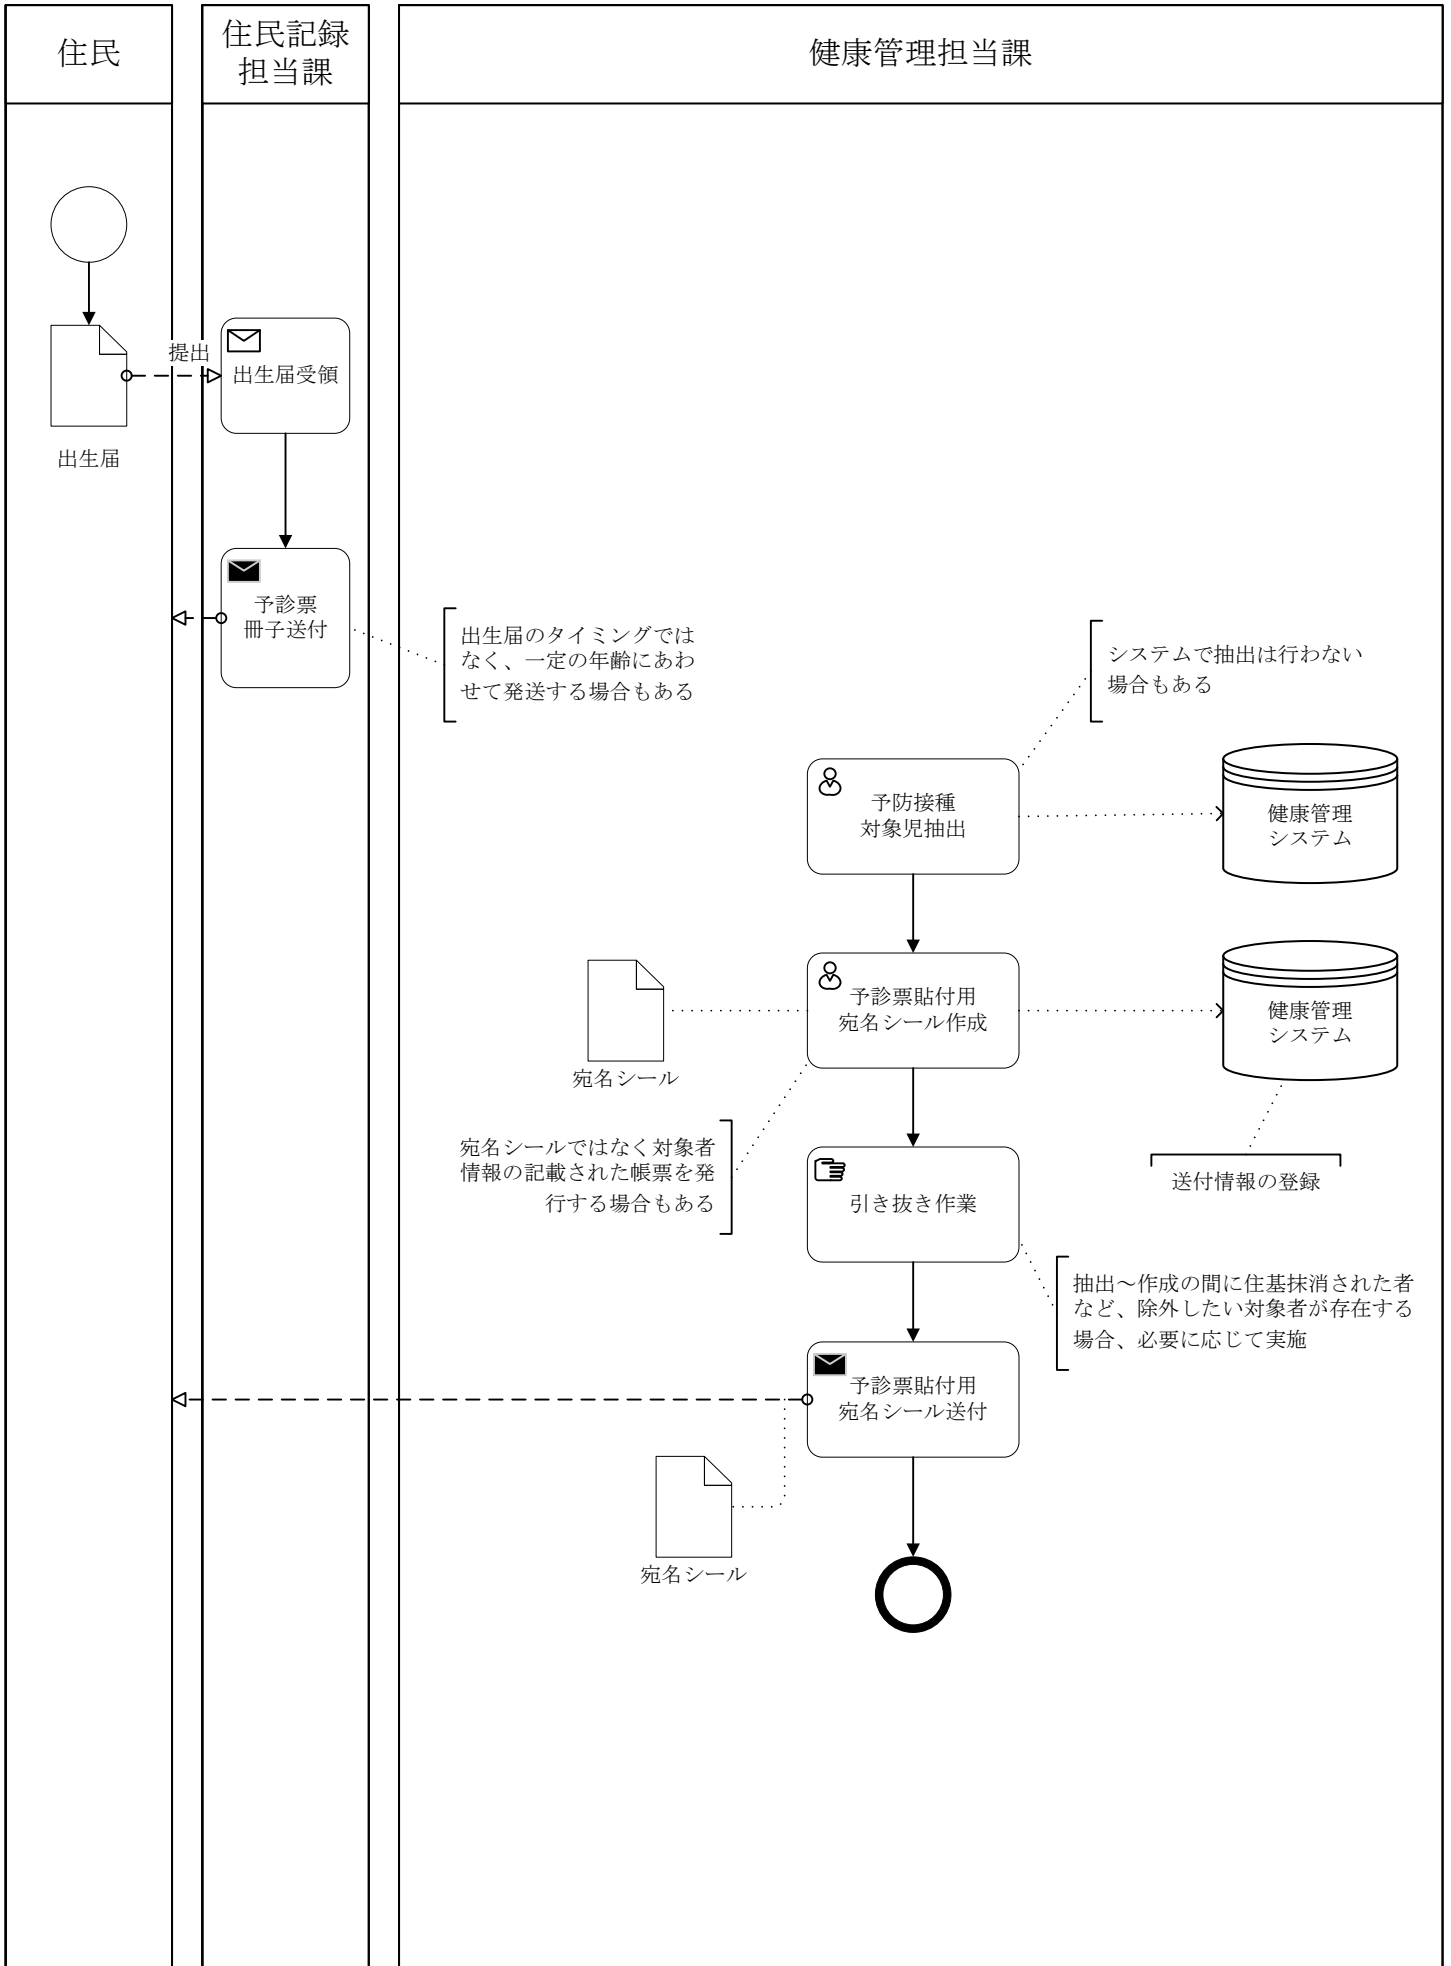 住民
住民記録
担当課
健康管理担当課
提出
出生届受領
出生届
予診票
冊子送付
出生届のタイミングでは
なく、一定の年齢にあわ
せて発送する場合もある
システムで抽出は行わない
場合もある
予防接種
対象児抽出
健康管理
システム
予診票貼付用
宛名シール作成
健康管理
システム
宛名シール
宛名シールではなく対象者
情報の記載された帳票を発
行する場合もある
送付情報の登録
引き抜き作業
抽出～作成の間に住基抹消された者
など、除外したい対象者が存在する
場合、必要に応じて実施
予診票貼付用
宛名シール送付
宛名シール